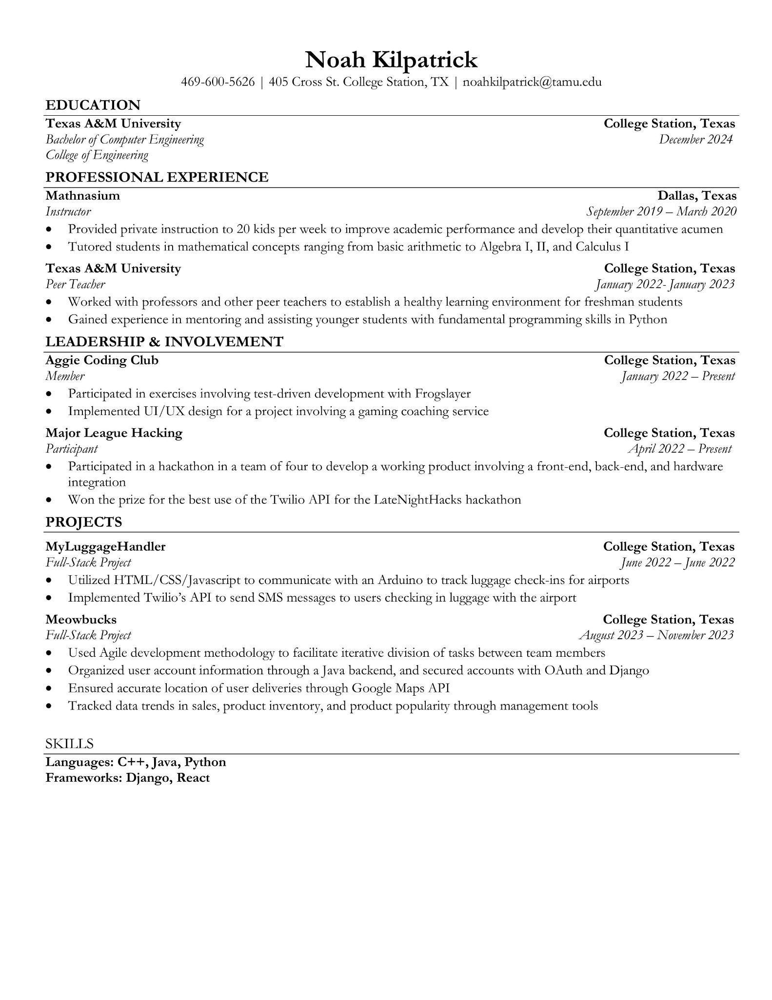 Noah Kilpatrick
469-600-5626 | 405 Cross St. College Station, TX | noahkilpatrick@tamu.edu
EDUCATION
Texas A&M University College Station, Texas
Bachelor of Computer Engineering December 2024
College of Engineering
PROFESSIONAL EXPERIENCE
Mathnasium Dallas, Texas
Instructor September 2019 – March 2020
• Provided private instruction to 20 kids per week to improve academic performance and develop their quantitative acumen
• Tutored students in mathematical concepts ranging from basic arithmetic to Algebra I, II, and Calculus I
Texas A&M University College Station, Texas
Peer Teacher January 2022- January 2023
• Worked with professors and other peer teachers to establish a healthy learning environment for freshman students
• Gained experience in mentoring and assisting younger students with fundamental programming skills in Python
LEADERSHIP & INVOLVEMENT
Aggie Coding Club College Station, Texas
Member January 2022 – Present
• Participated in exercises involving test-driven development with Frogslayer
• Implemented UI/UX design for a project involving a gaming coaching service
Major League Hacking College Station, Texas
Participant April 2022 – Present
• Participated in a hackathon in a team of four to develop a working product involving a front-end, back-end, and hardware
integration
• Won the prize for the best use of the Twilio API for the LateNightHacks hackathon
PROJECTS
MyLuggageHandler College Station, Texas
Full-Stack Project June 2022 – June 2022
• Utilized HTML/CSS/Javascript to communicate with an Arduino to track luggage check-ins for airports
• Implemented Twilio’s API to send SMS messages to users checking in luggage with the airport
Meowbucks College Station, Texas
Full-Stack Project August 2023 – November 2023
• Used Agile development methodology to facilitate iterative division of tasks between team members
• Organized user account information through a Java backend, and secured accounts with OAuth and Django
• Ensured accurate location of user deliveries through Google Maps API
• Tracked data trends in sales, product inventory, and product popularity through management tools
SKILLS
Languages: C++, Java, Python
Frameworks: Django, React